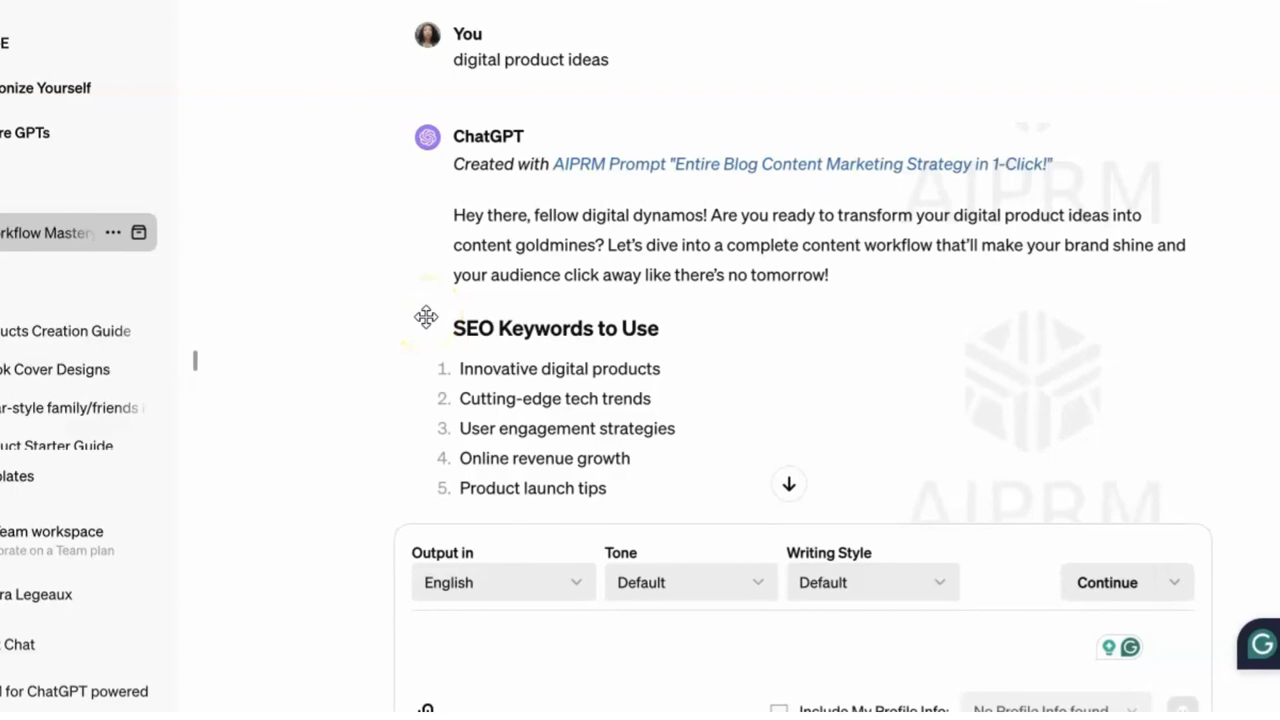 E
onize Yourself
re GPTs
rkflow Mastery
ucts Creation Guide
ok Cover Designs
r-style family/friends i
uct Starter Guide
plates
eam workspace
orate on a Team plan
ra Legeaux
Chat
for ChatGPT powered
You
digital product ideas
ChatGPT
Created with AIPRM Prompt "Entire Blog Content Marketing Strategy in 1-Click!"
Hey there, fellow digital dynamos! Are you ready to transform your digital product ideas into
content goldmines? Let's dive into a complete content workflow that'll make your brand shine and
your audience click away like there's no tomorrow!
SEO Keywords to Use
1. Innovative digital products
2. Cutting-edge tech trends
3. User engagement strategies
4. Online revenue growth
5. Product launch tips
AIPRM
AIPRM
Output in Tone Writing Style
English Default Default Continue
Include My Profile Info: No Profile Info found